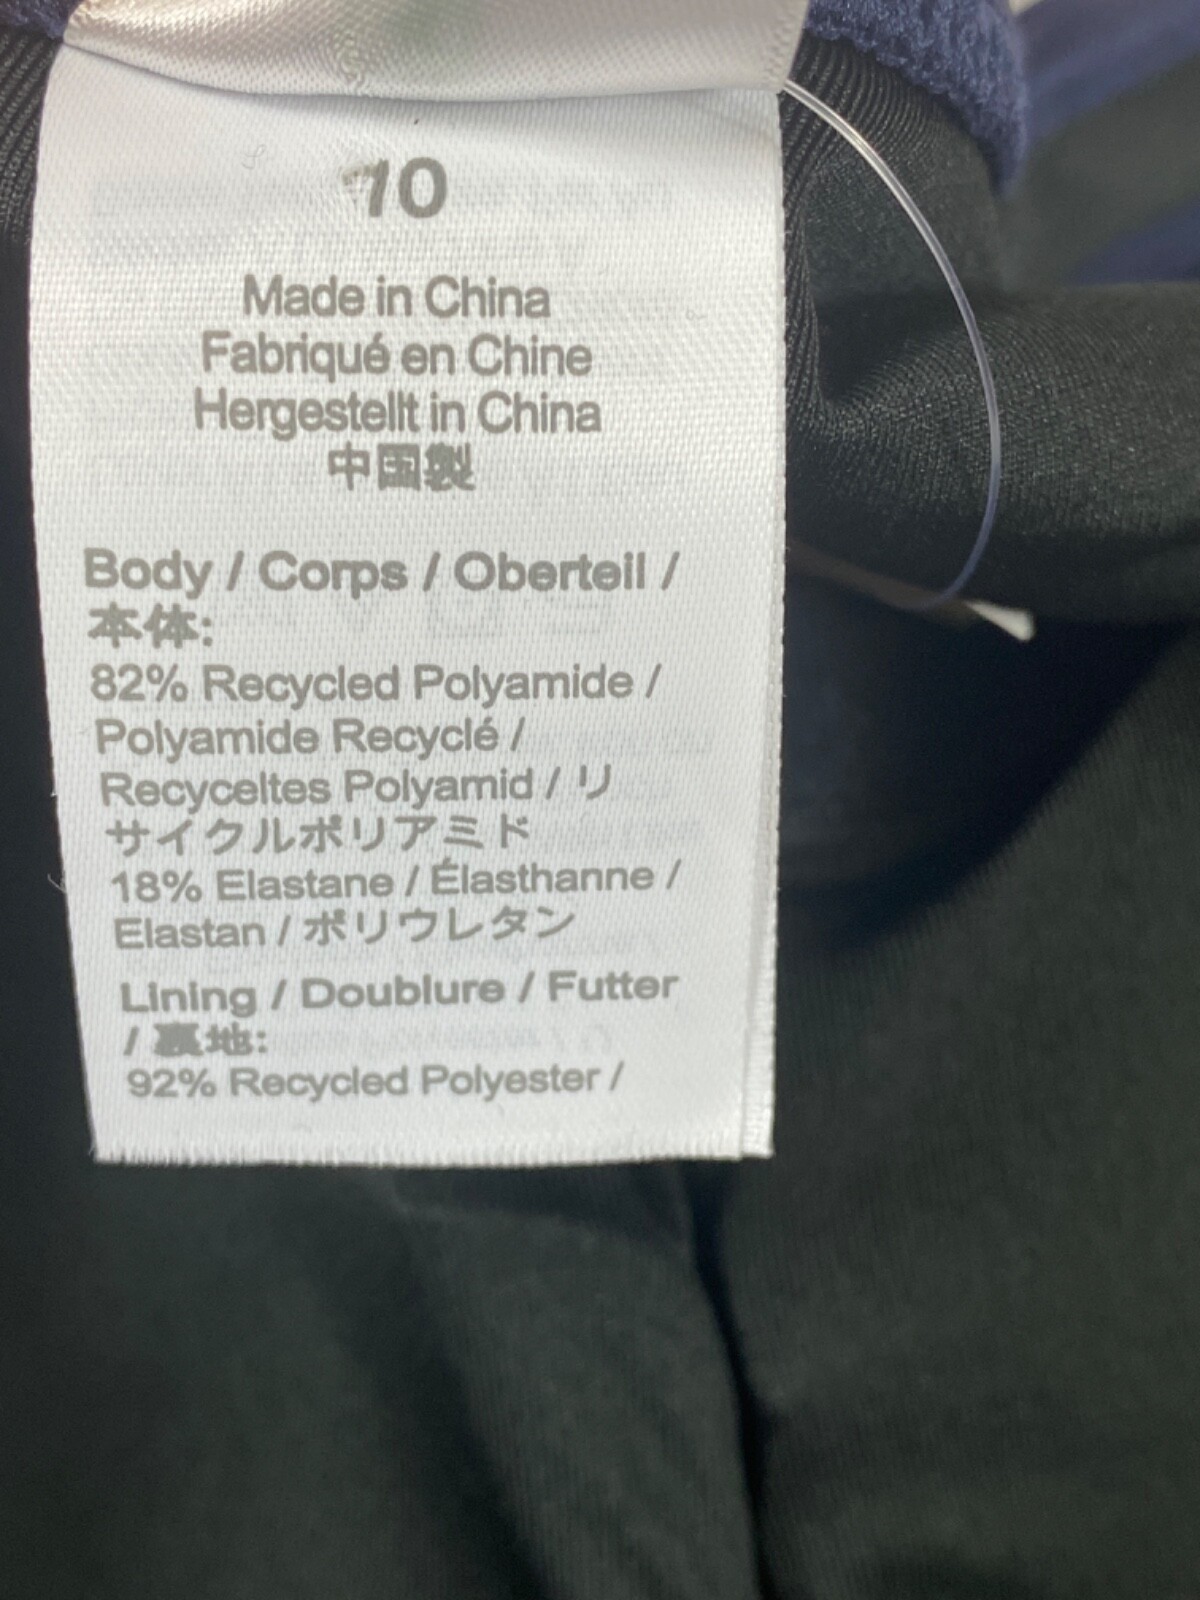 10
Made in China
Fabriqué en Chine
Hergestellt in China
中国製
Body / Corps / Oberteil /
本体:
82% Recycled Polyamide /
Polyamide Recyclé /
Recyceltes Polyamid / リ
サイクルポリアミド
18% Elastane / Élasthanne /
Elastan / ポリウレタン
Lining / Doublure / Futter
/ 裏地:
92% Recycled Polyester /